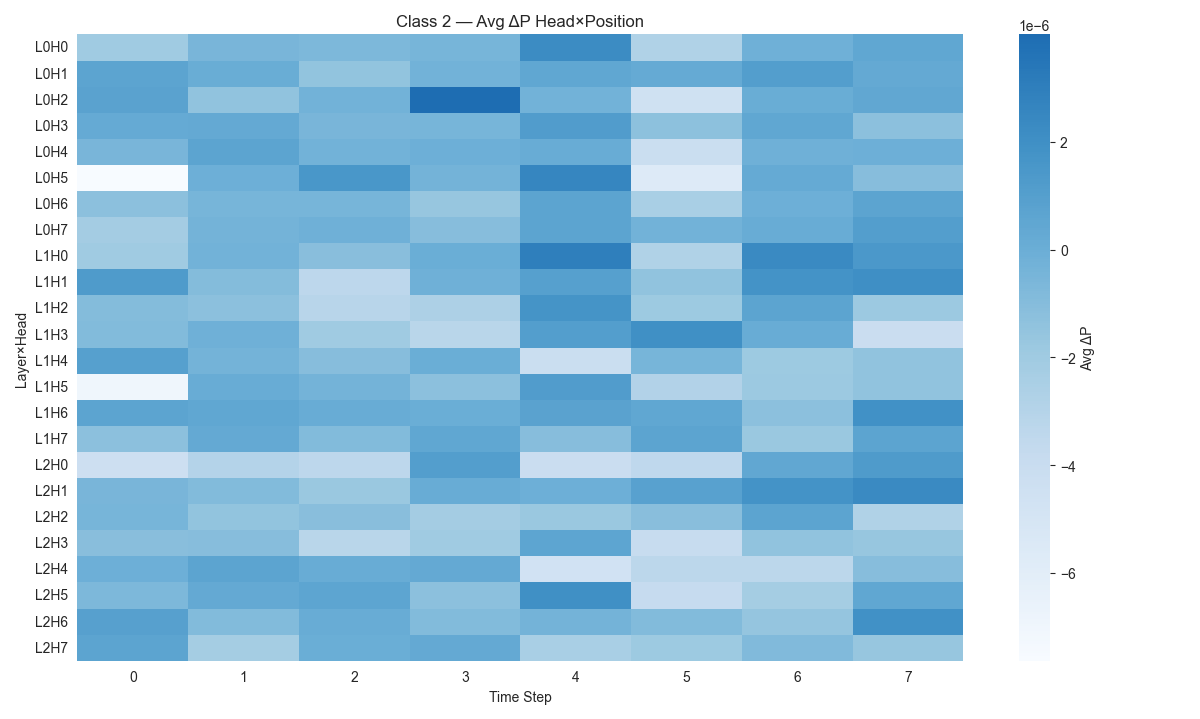 Class 2 — Avg ΔP Head×Position
1e−6
L0H0
L0H1
L0H2
L0H3
L0H4
L0H5
L0H6
L0H7
L1H0
L1H1
L1H2
L1H3
L1H4
L1H5
L1H6
L1H7
L2H0
L2H1
L2H2
L2H3
L2H4
L2H5
L2H6
L2H7
Layer×Head
0 1 2 3 4 5 6 7
Time Step
2
0
−2
−4
−6
Avg ΔP